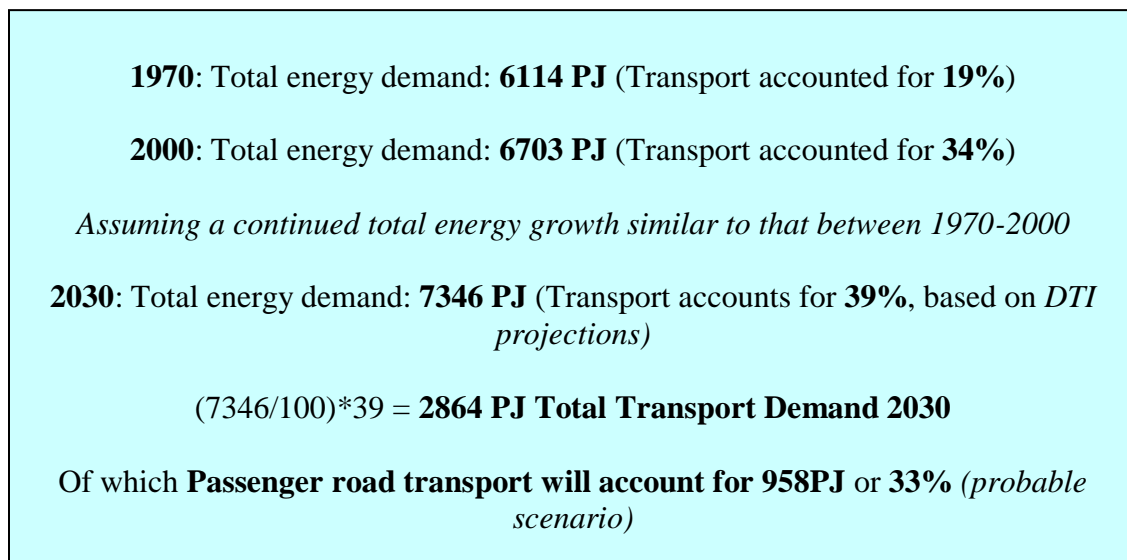 1970: Total energy demand: 6114 PJ (Transport accounted for 19%)
2000: Total energy demand: 6703 PJ (Transport accounted for 34%)
Assuming a continued total energy growth similar to that between 1970-2000
2030: Total energy demand: 7346 PJ (Transport accounts for 39%, based on DTI
projections)
(7346/100)*39 = 2864 PJ Total Transport Demand 2030
Of which Passenger road transport will account for 958PJ or 33% (probable
scenario)